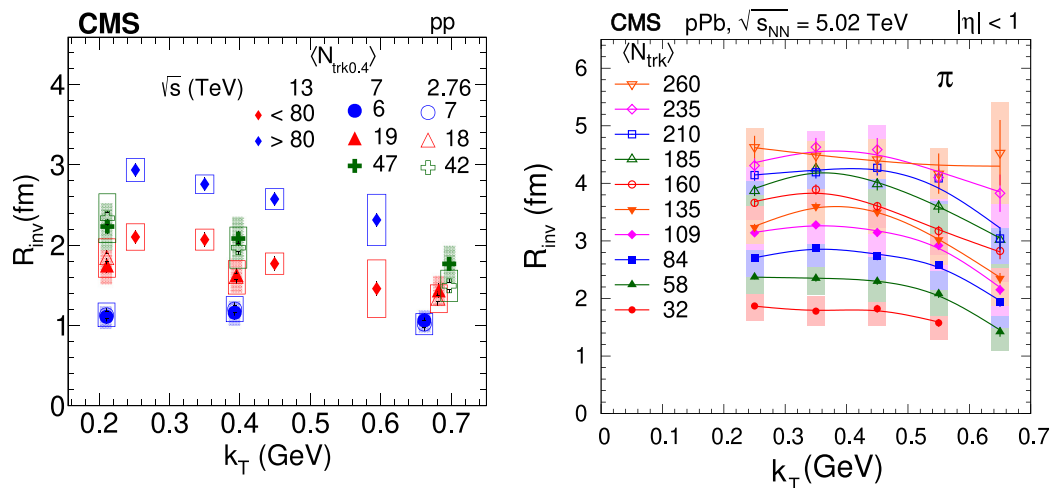 CMS pp
⟨N_trk0.4⟩
√s (TeV) 13 7 2.76
< 80 6 7
> 80 19 18
47 42
4
3
2
1
0
R_inv(fm)
0.2 0.3 0.4 0.5 0.6 0.7
k_T (GeV)
CMS pPb, √s_NN = 5.02 TeV |η| < 1
⟨N_trk⟩
π
260
235
210
185
160
135
109
84
58
32
6
5
4
3
2
1
0
R_inv(fm)
0 0.1 0.2 0.3 0.4 0.5 0.6 0.7
k_T (GeV)